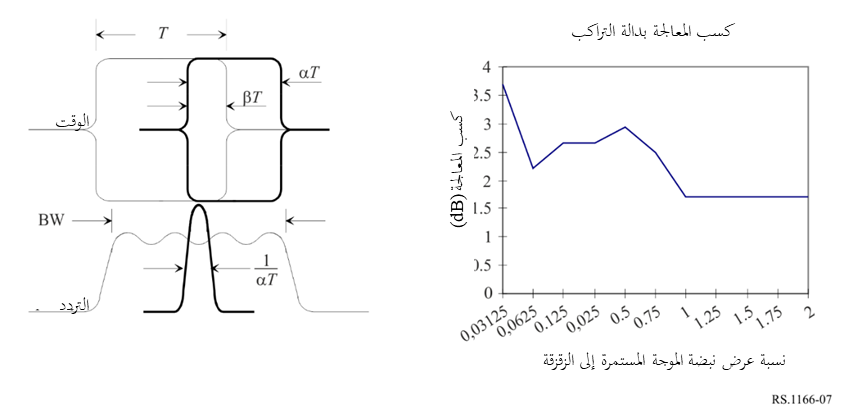 T
αT
βT
الوقت
BW
1
αT
التردد
كسب المعالجة بدالة التراكب
كسب المعالجة (dB)
4
3.5
3
2.5
2
1.5
1
0.5
0
0,03125
0,0625
0.125
0,025
0.5
0.75
1
1.25
1.5
1.75
2
نسبة عرض نبضة الموجة المستمرة إلى الزقزقة
RS.1166-07